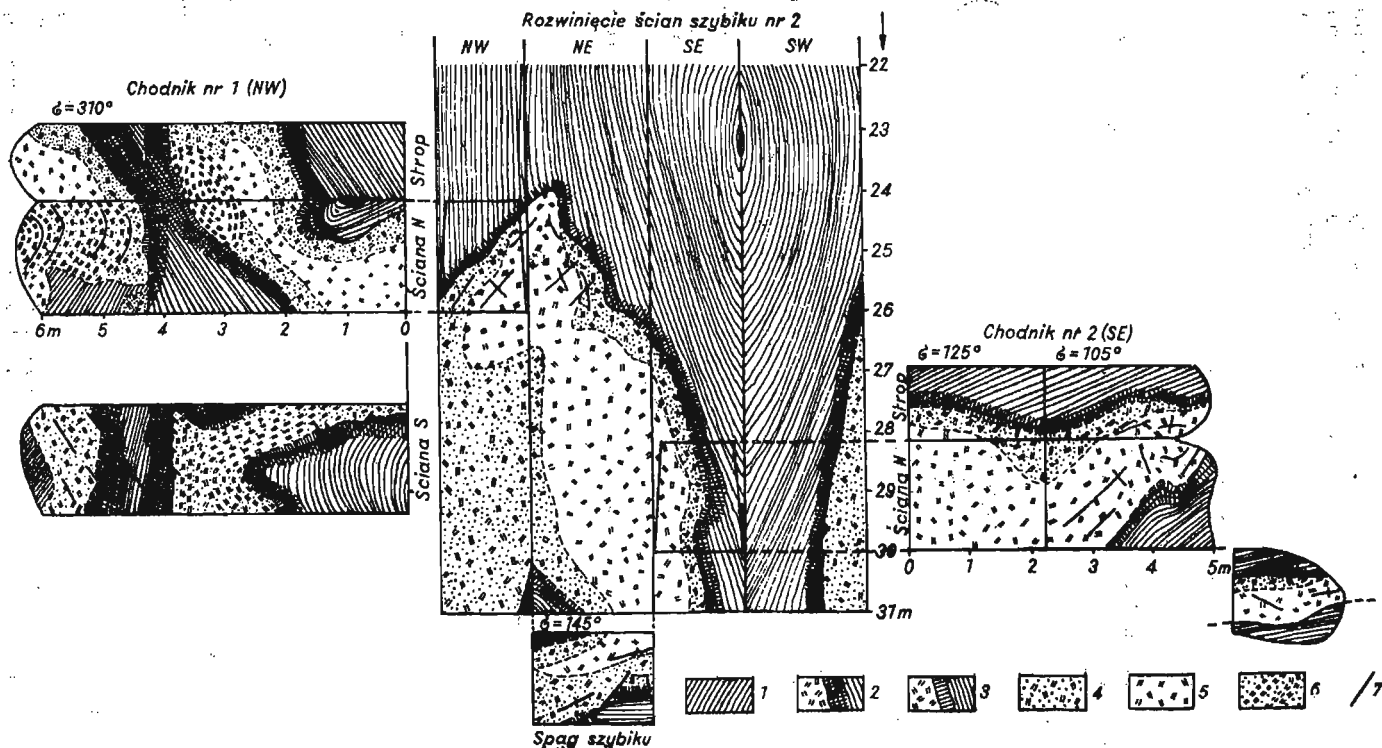 Rozwinięcie ścian szybiku nr 2
NW NE SE SW
22
23
24
25
26
27
28
29
30
31m
Chodnik nr 1 (NW)
ϭ=310°
Strop
Ściana N
6m 5 4 3 2 1 0
Ściana S
Chodnik nr 2 (SE)
ϭ=125° ϭ=105°
Strop
Ściana N
0 1 2 3 4 5m
ϭ=145°
Spąg szybiku
1 2 3 4 5 6 7